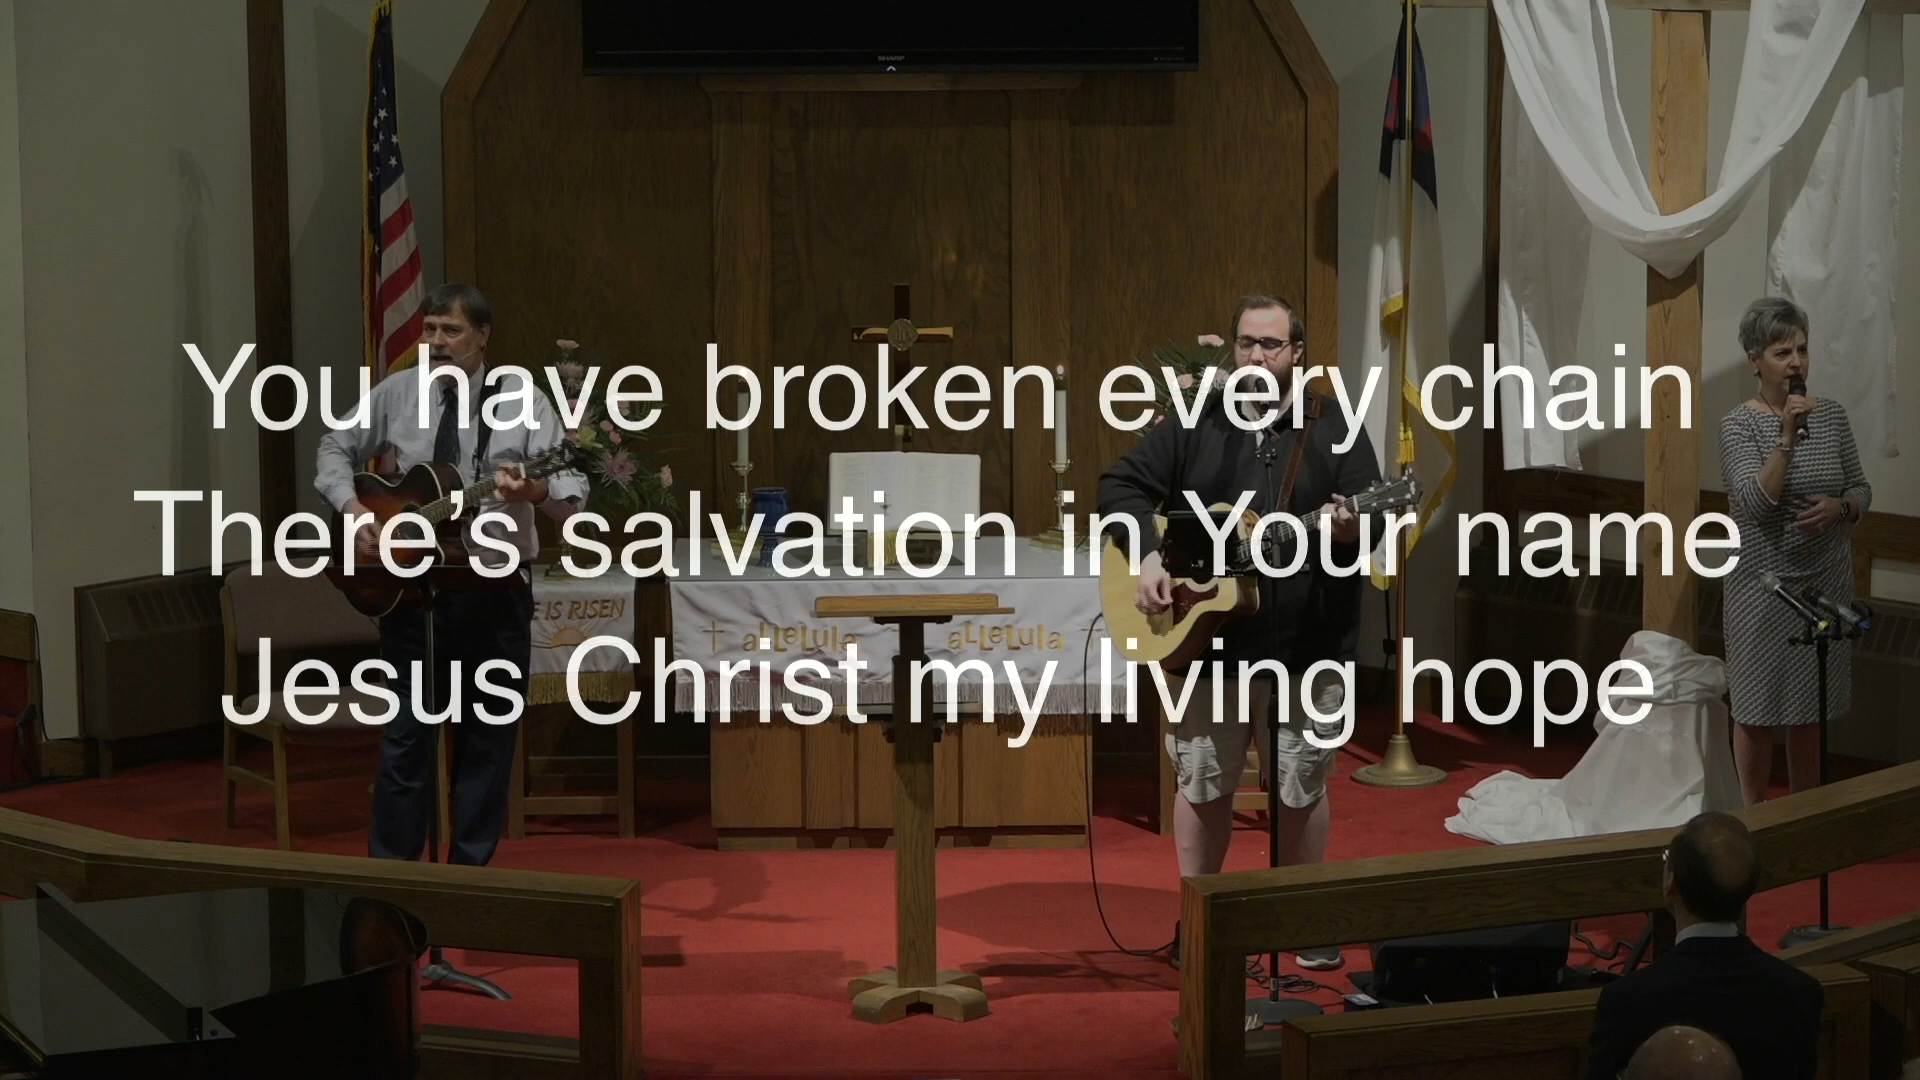 SHARP
You have broken every chain
There’s salvation in Your name
E IS RISEN
aLLeLuia aLLeLuia
Jesus Christ my living hope